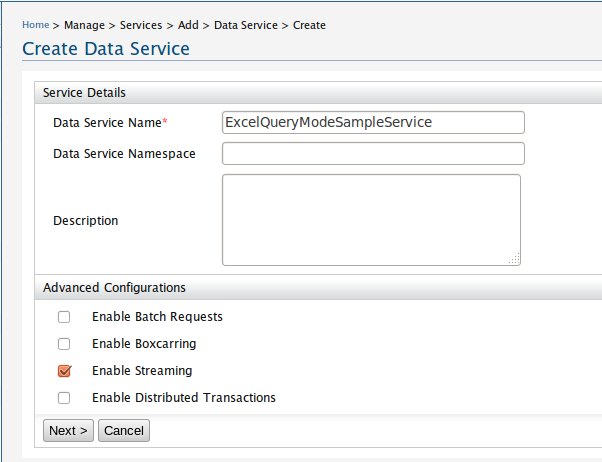 Home > Manage > Services > Add > Data Service > Create
Create Data Service
Service Details
Data Service Name*
ExcelQueryModeSampleService
Data Service Namespace
Description
Advanced Configurations
Enable Batch Requests
Enable Boxcarring
Enable Streaming
Enable Distributed Transactions
Next > Cancel